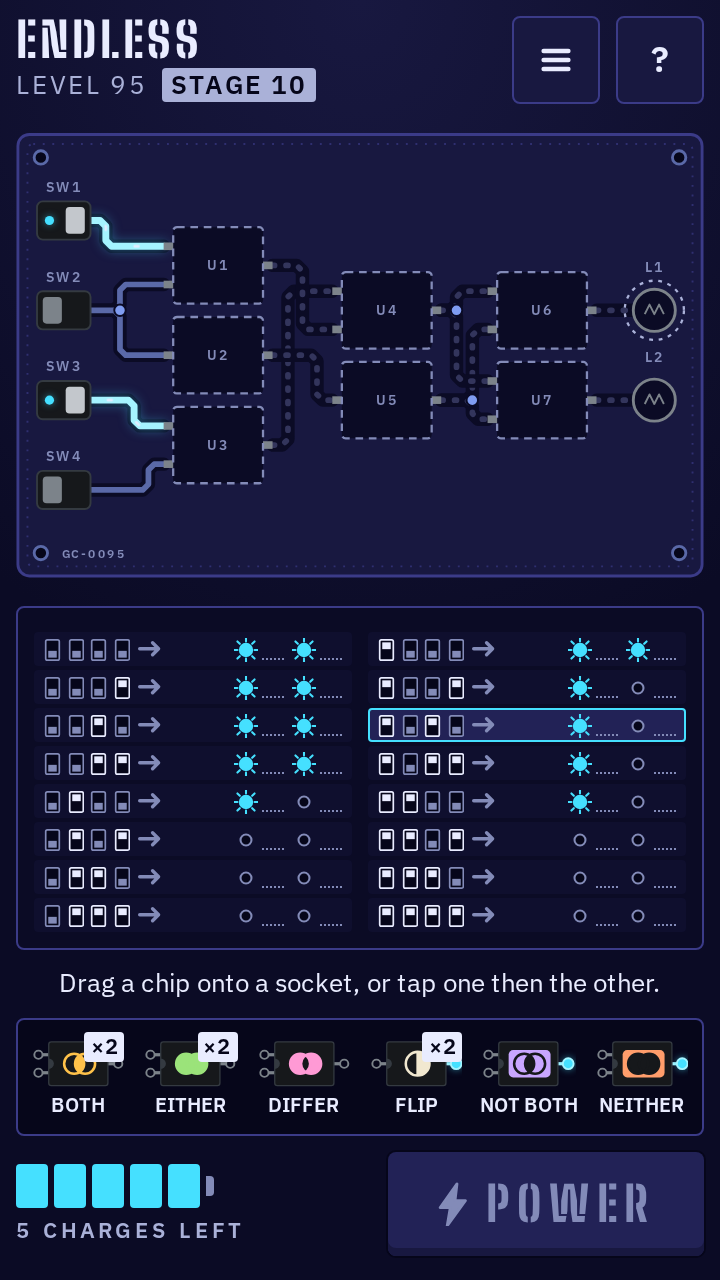 ENDLESS
LEVEL 95 STAGE 10
?
SW1
SW2
SW3
SW4
U1
U2
U3
U4
U5
U6
U7
L1
L2
GC-0095
Drag a chip onto a socket, or tap one then the other.
×2 ×2 ×2
BOTH EITHER DIFFER FLIP NOT BOTH NEITHER
5 CHARGES LEFT
POWER